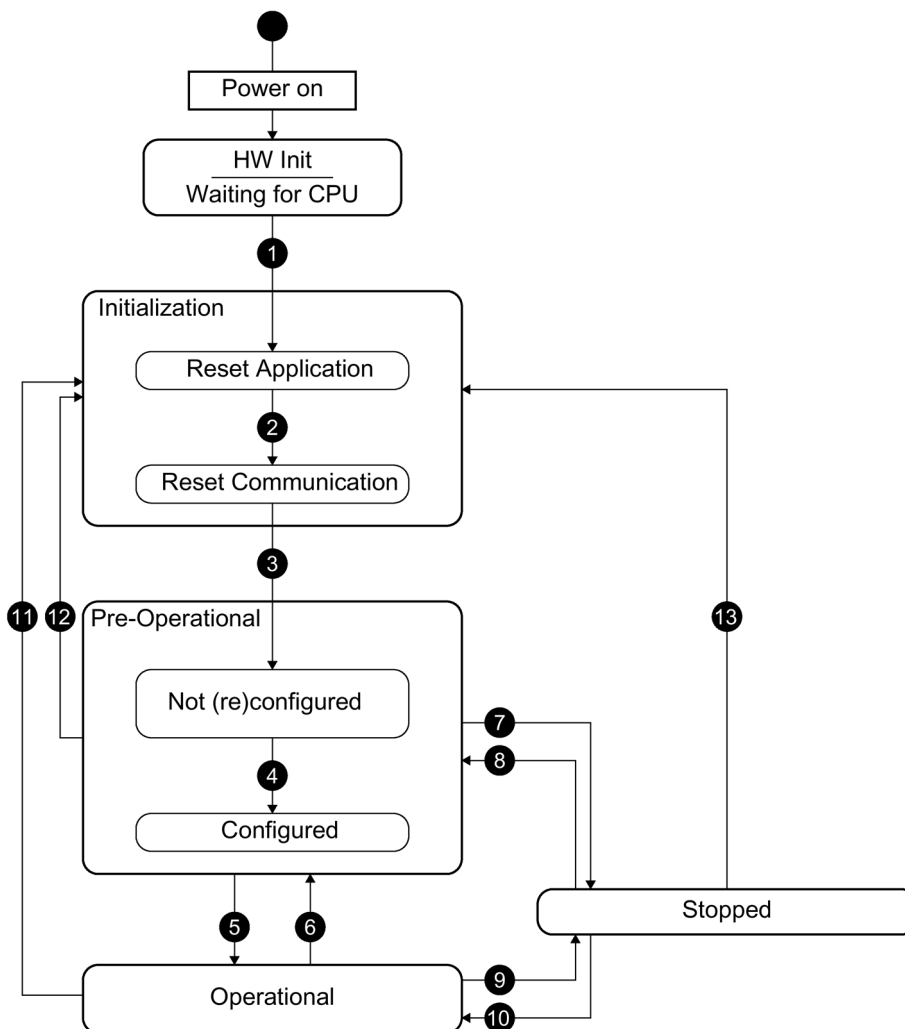 Power on
HW Init
Waiting for CPU
1
Initialization
Reset Application
2
Reset Communication
3
11
12
13
Pre-Operational
Not (re)configured
7
8
4
Configured
5
6
Stopped
9
Operational
10